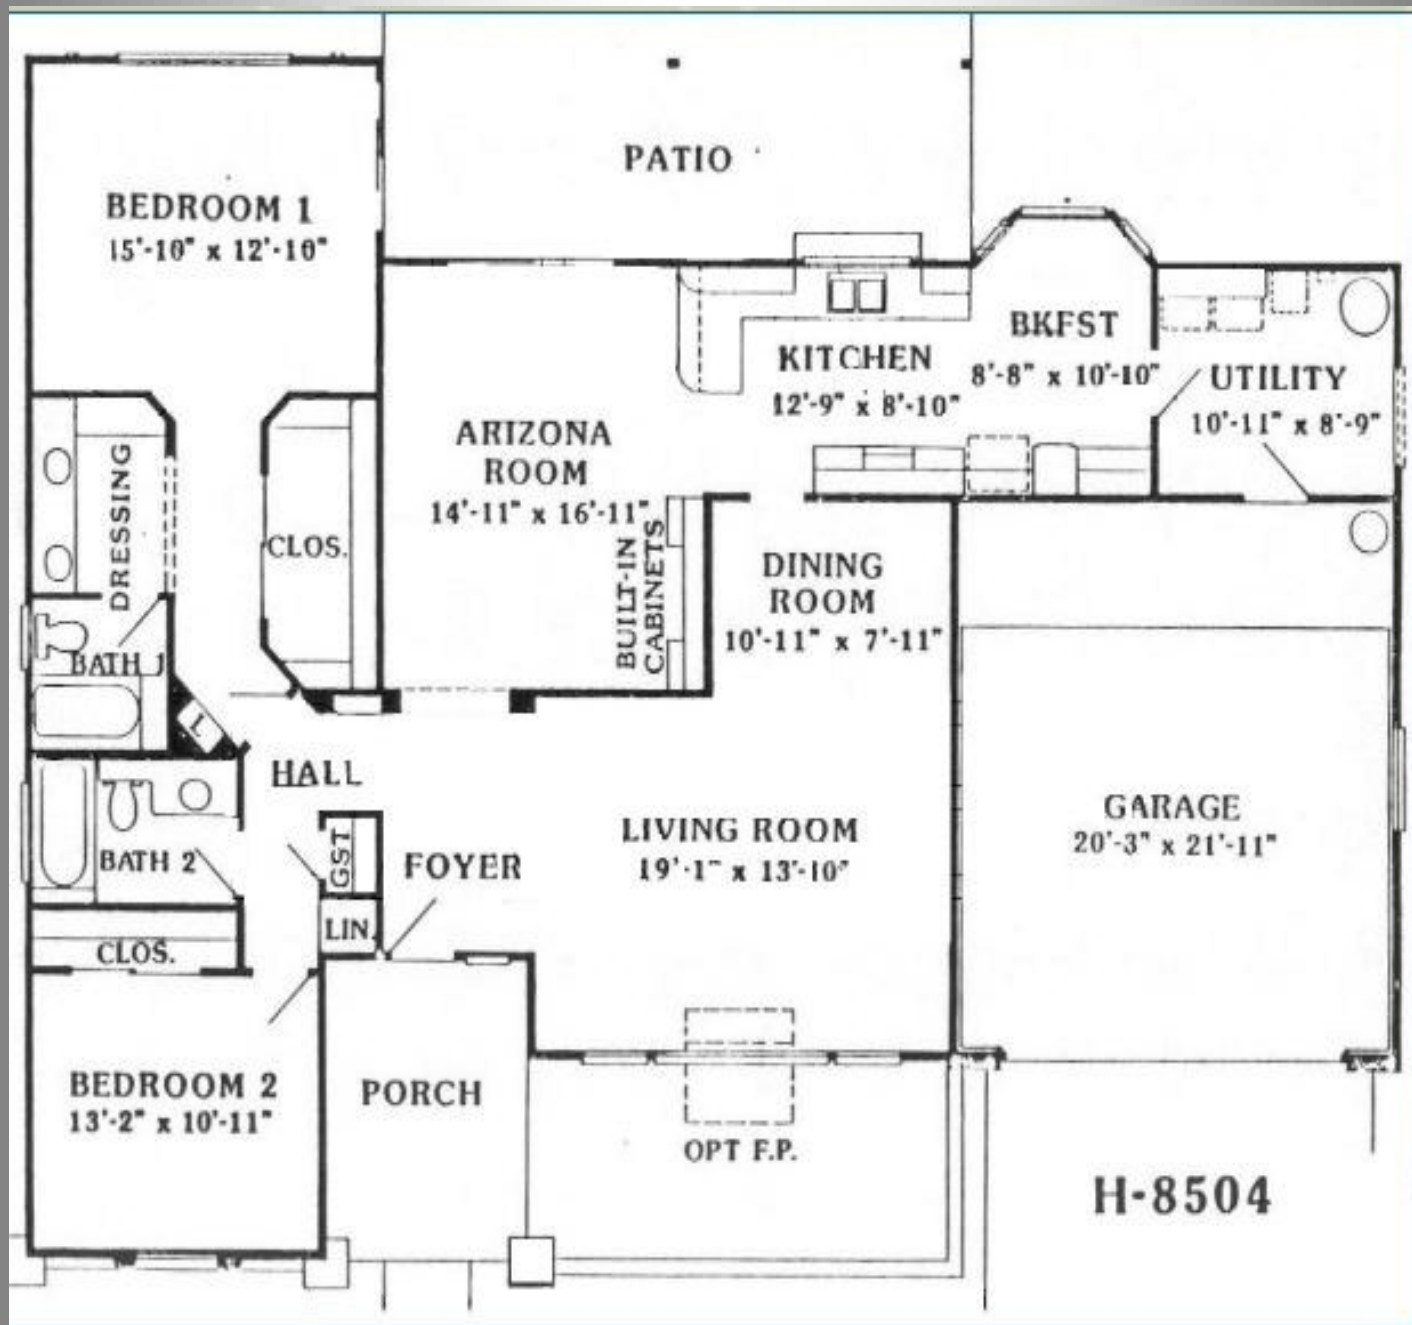 PATIO
BEDROOM 1
15'-10" x 12'-10"
BKFST
8'-8" x 10'-10"
KITCHEN
12'-9" x 8'-10"
UTILITY
10'-11" x 8'-9"
ARIZONA
ROOM
14'-11" x 16'-11"
DRESSING
CLOS.
BUILT-IN
CABINETS
DINING
ROOM
10'-11" x 7'-11"
BATH 1
L
HALL
LIVING ROOM
19'-1" x 13'-10"
GARAGE
20'-3" x 21'-11"
BATH 2
GST
FOYER
LIN.
CLOS.
BEDROOM 2
13'-2" x 10'-11"
PORCH
OPT F.P.
H-8504